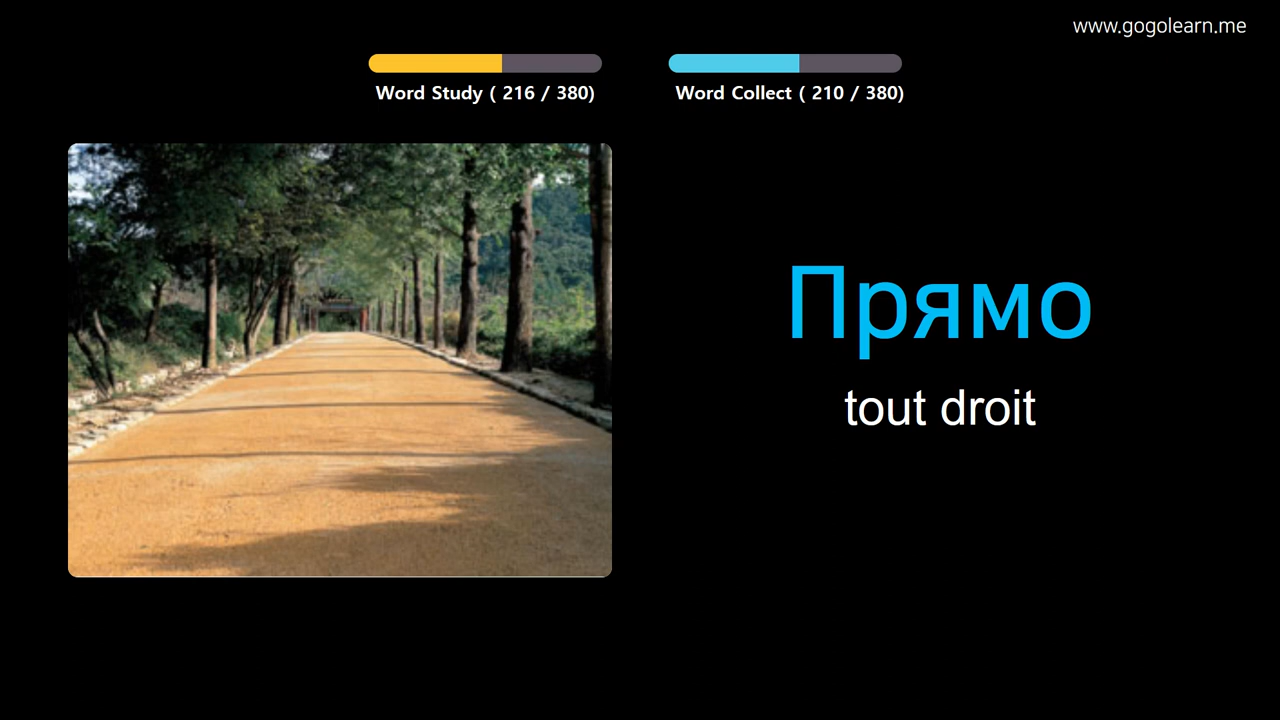 www.gogolearn.me
Word Study ( 216 / 380)
Word Collect ( 210 / 380)
Прямо
tout droit